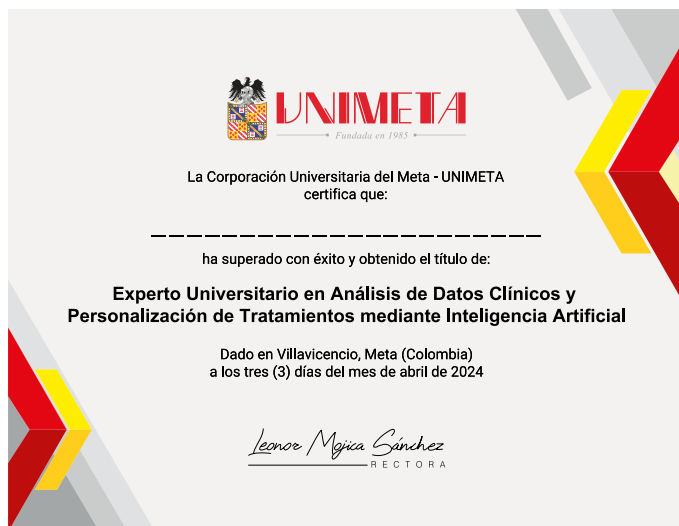 UNIMETA
Fundada en 1985
La Corporación Universitaria del Meta - UNIMETA
certifica que:
ha superado con éxito y obtenido el título de:
Experto Universitario en Análisis de Datos Clínicos y
Personalización de Tratamientos mediante Inteligencia Artificial
Dado en Villavicencio, Meta (Colombia)
a los tres (3) días del mes de abril de 2024
Leonor Mojica Sánchez
RECTORA